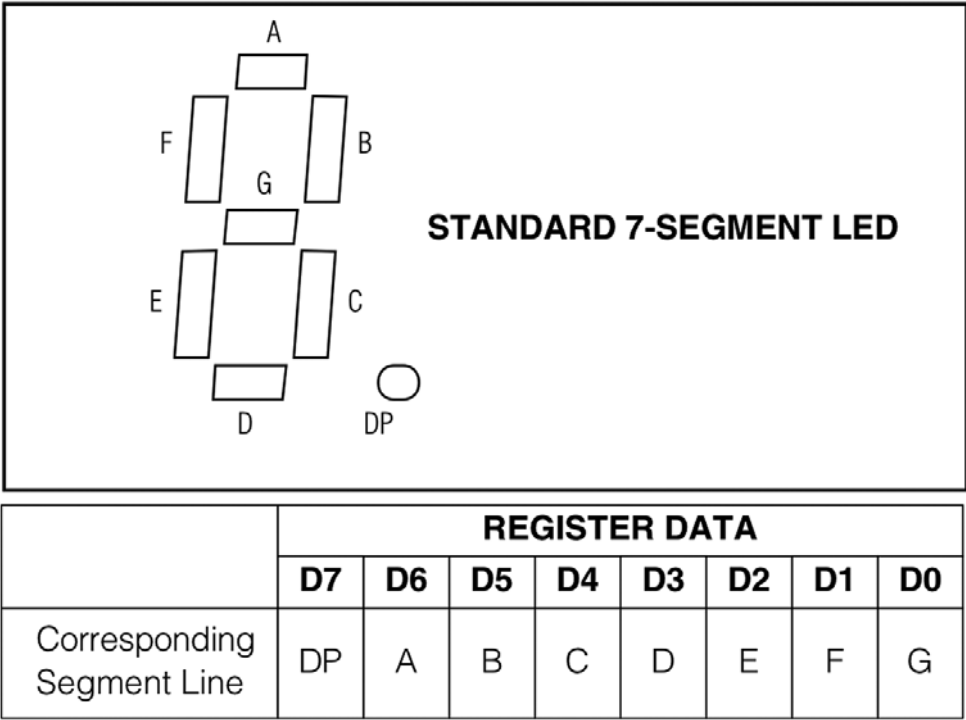 A
F
B
G
STANDARD 7-SEGMENT LED
E
C
D
DP
REGISTER DATA
D7 D6 D5 D4 D3 D2 D1 D0
Corresponding
Segment Line
DP A B C D E F G